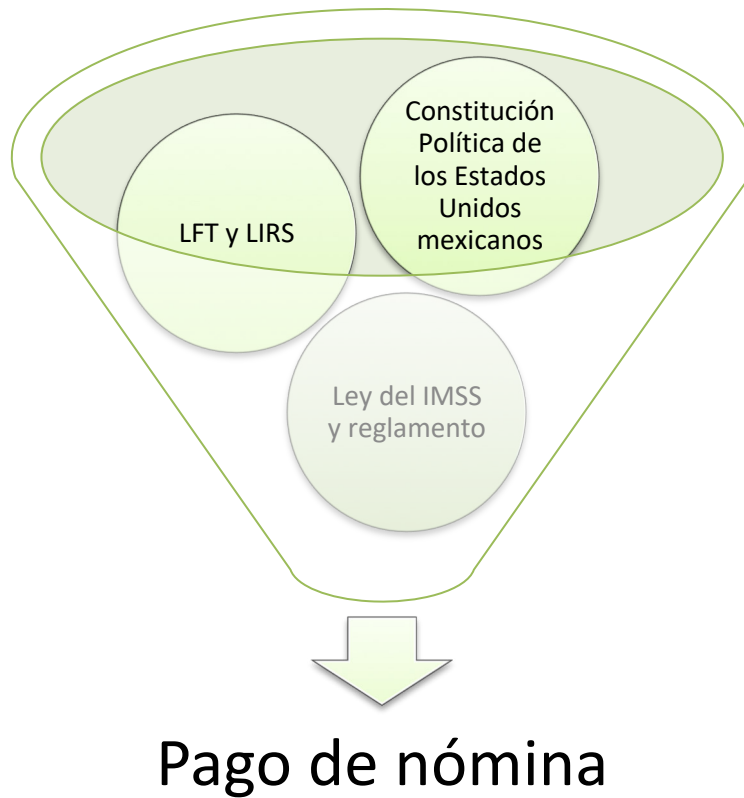 Constitución
Política de
los Estados
Unidos
mexicanos
LFT y LIRS
Ley del IMSS
y reglamento
Pago de nómina